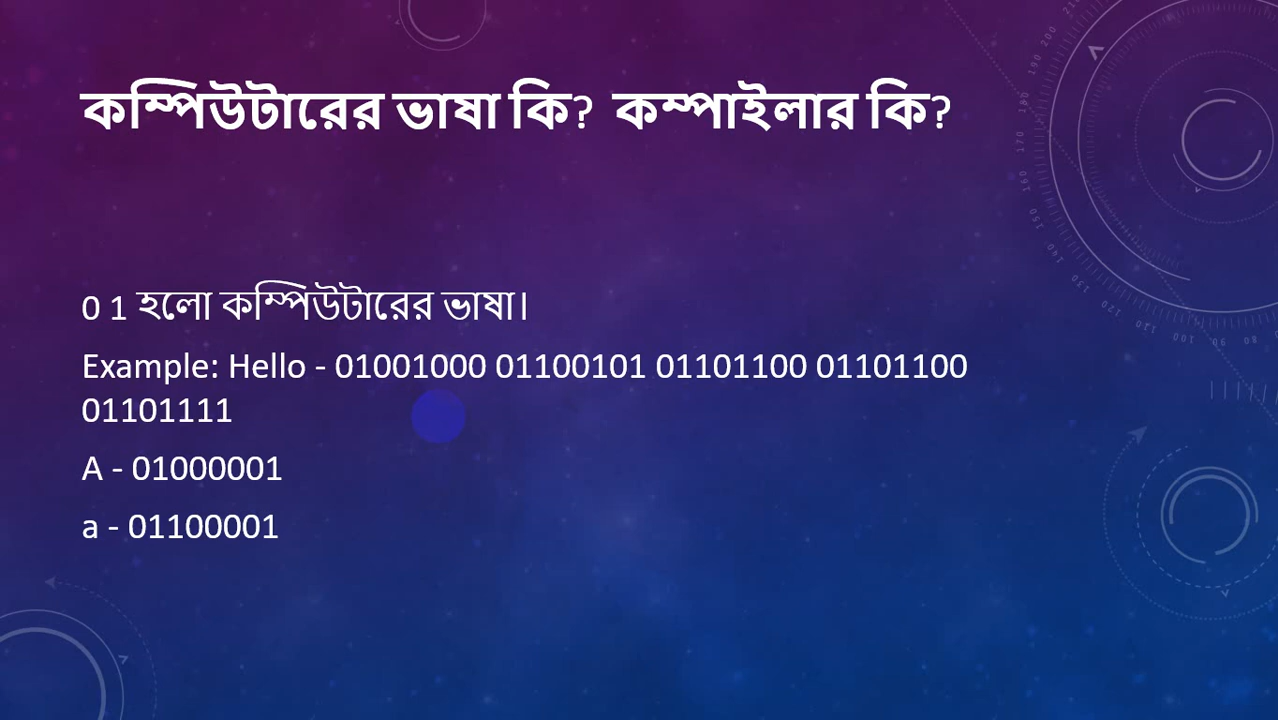 কম্পিউটারের ভাষা কি? কম্পাইলার কি?
0 1 হলো কম্পিউটারের ভাষা।
Example: Hello - 01001000 01100101 01101100 01101100
01101111
A - 01000001
a - 01100001